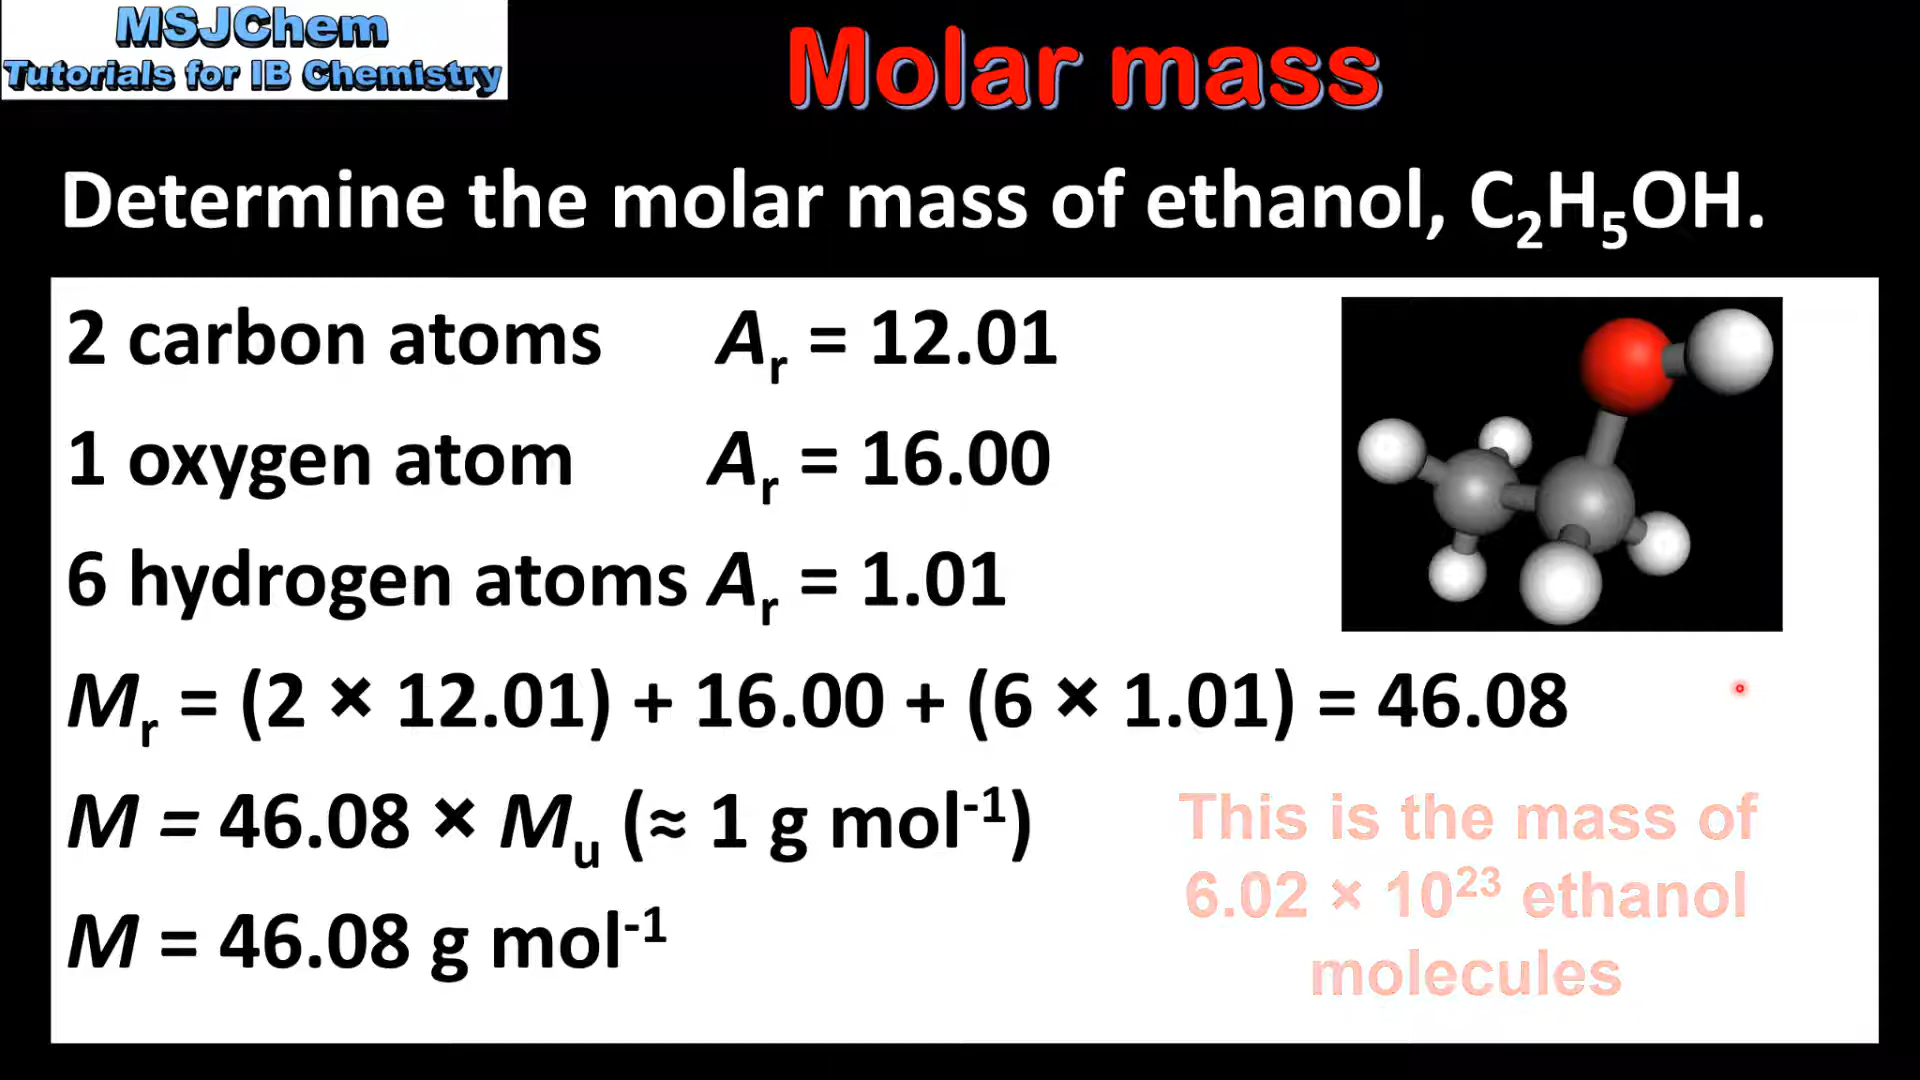 MSJChem
Tutorials for IB Chemistry
Molar mass
Determine the molar mass of ethanol, C₂H₅OH.
2 carbon atoms Aᵣ = 12.01
1 oxygen atom Aᵣ = 16.00
6 hydrogen atoms Aᵣ = 1.01
Mᵣ = (2 × 12.01) + 16.00 + (6 × 1.01) = 46.08
M = 46.08 × Mᵤ (≈ 1 g mol⁻¹)
M = 46.08 g mol⁻¹
This is the mass of
6.02 × 10²³ ethanol
molecules